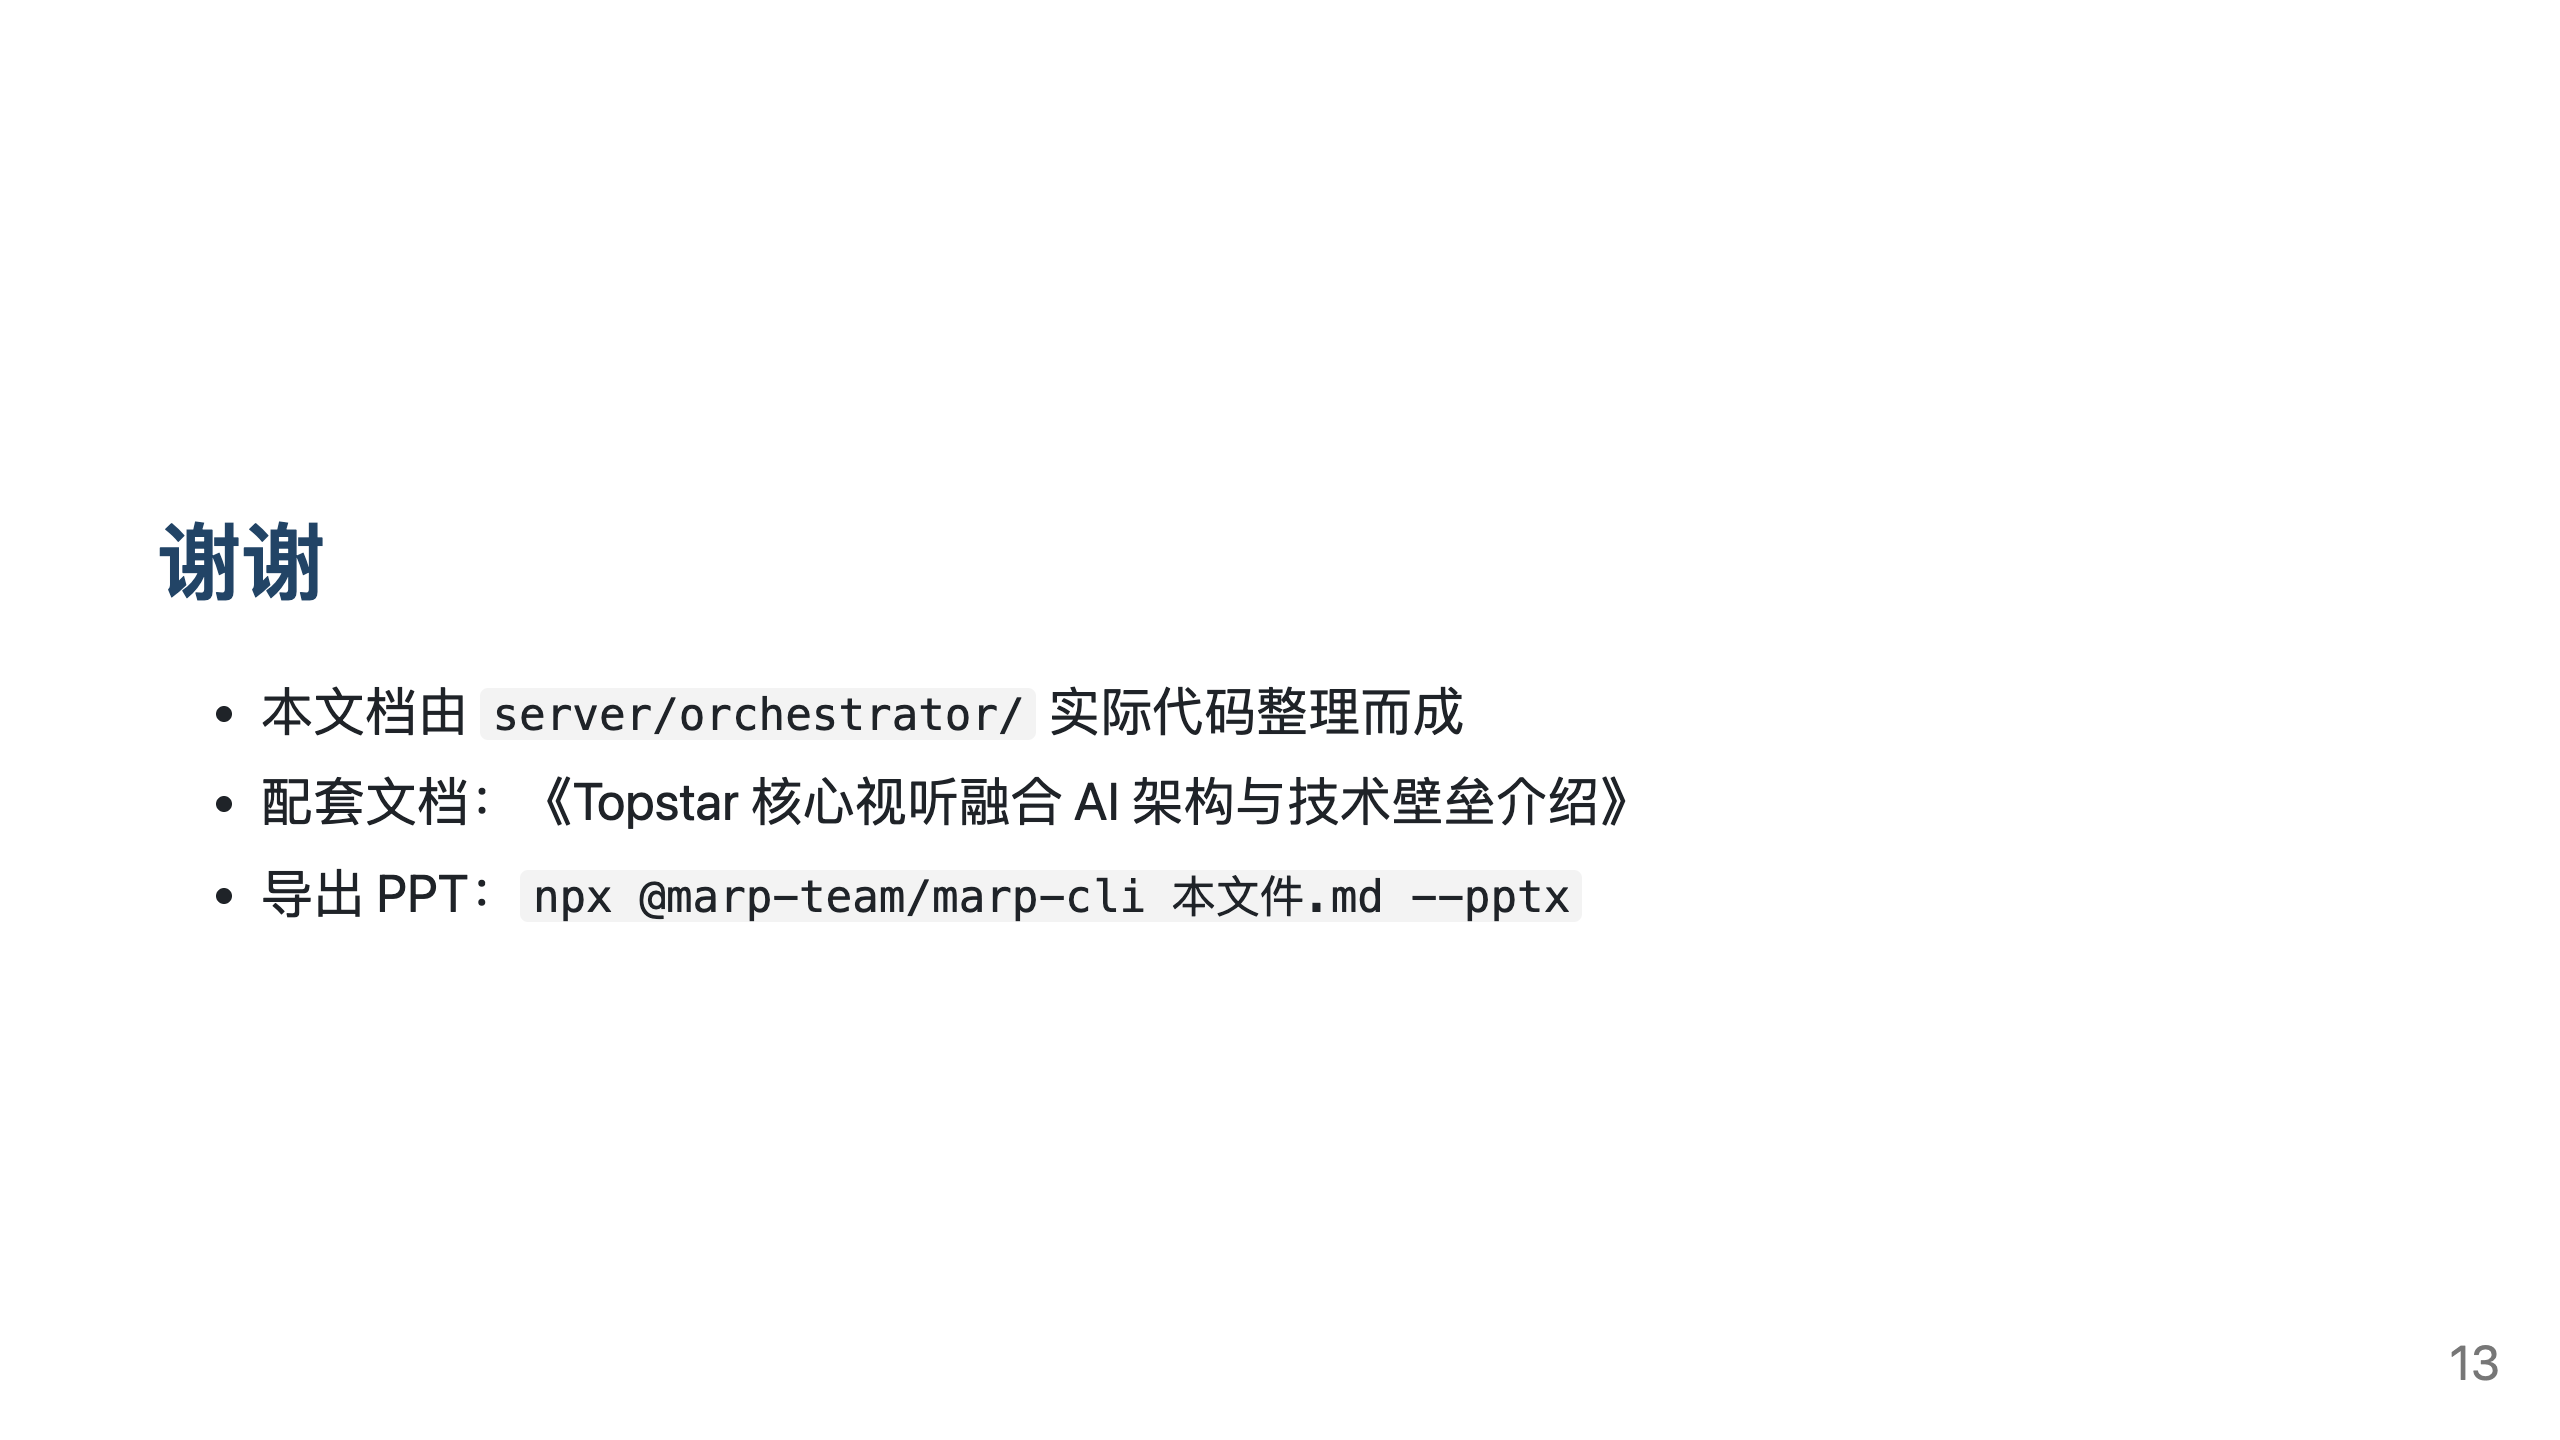 谢谢
• 本文档由 server/orchestrator/ 实际代码整理而成
• 配套文档：《Topstar 核心视听融合 AI 架构与技术壁垒介绍》
• 导出 PPT：npx @marp-team/marp-cli 本文件.md --pptx
13